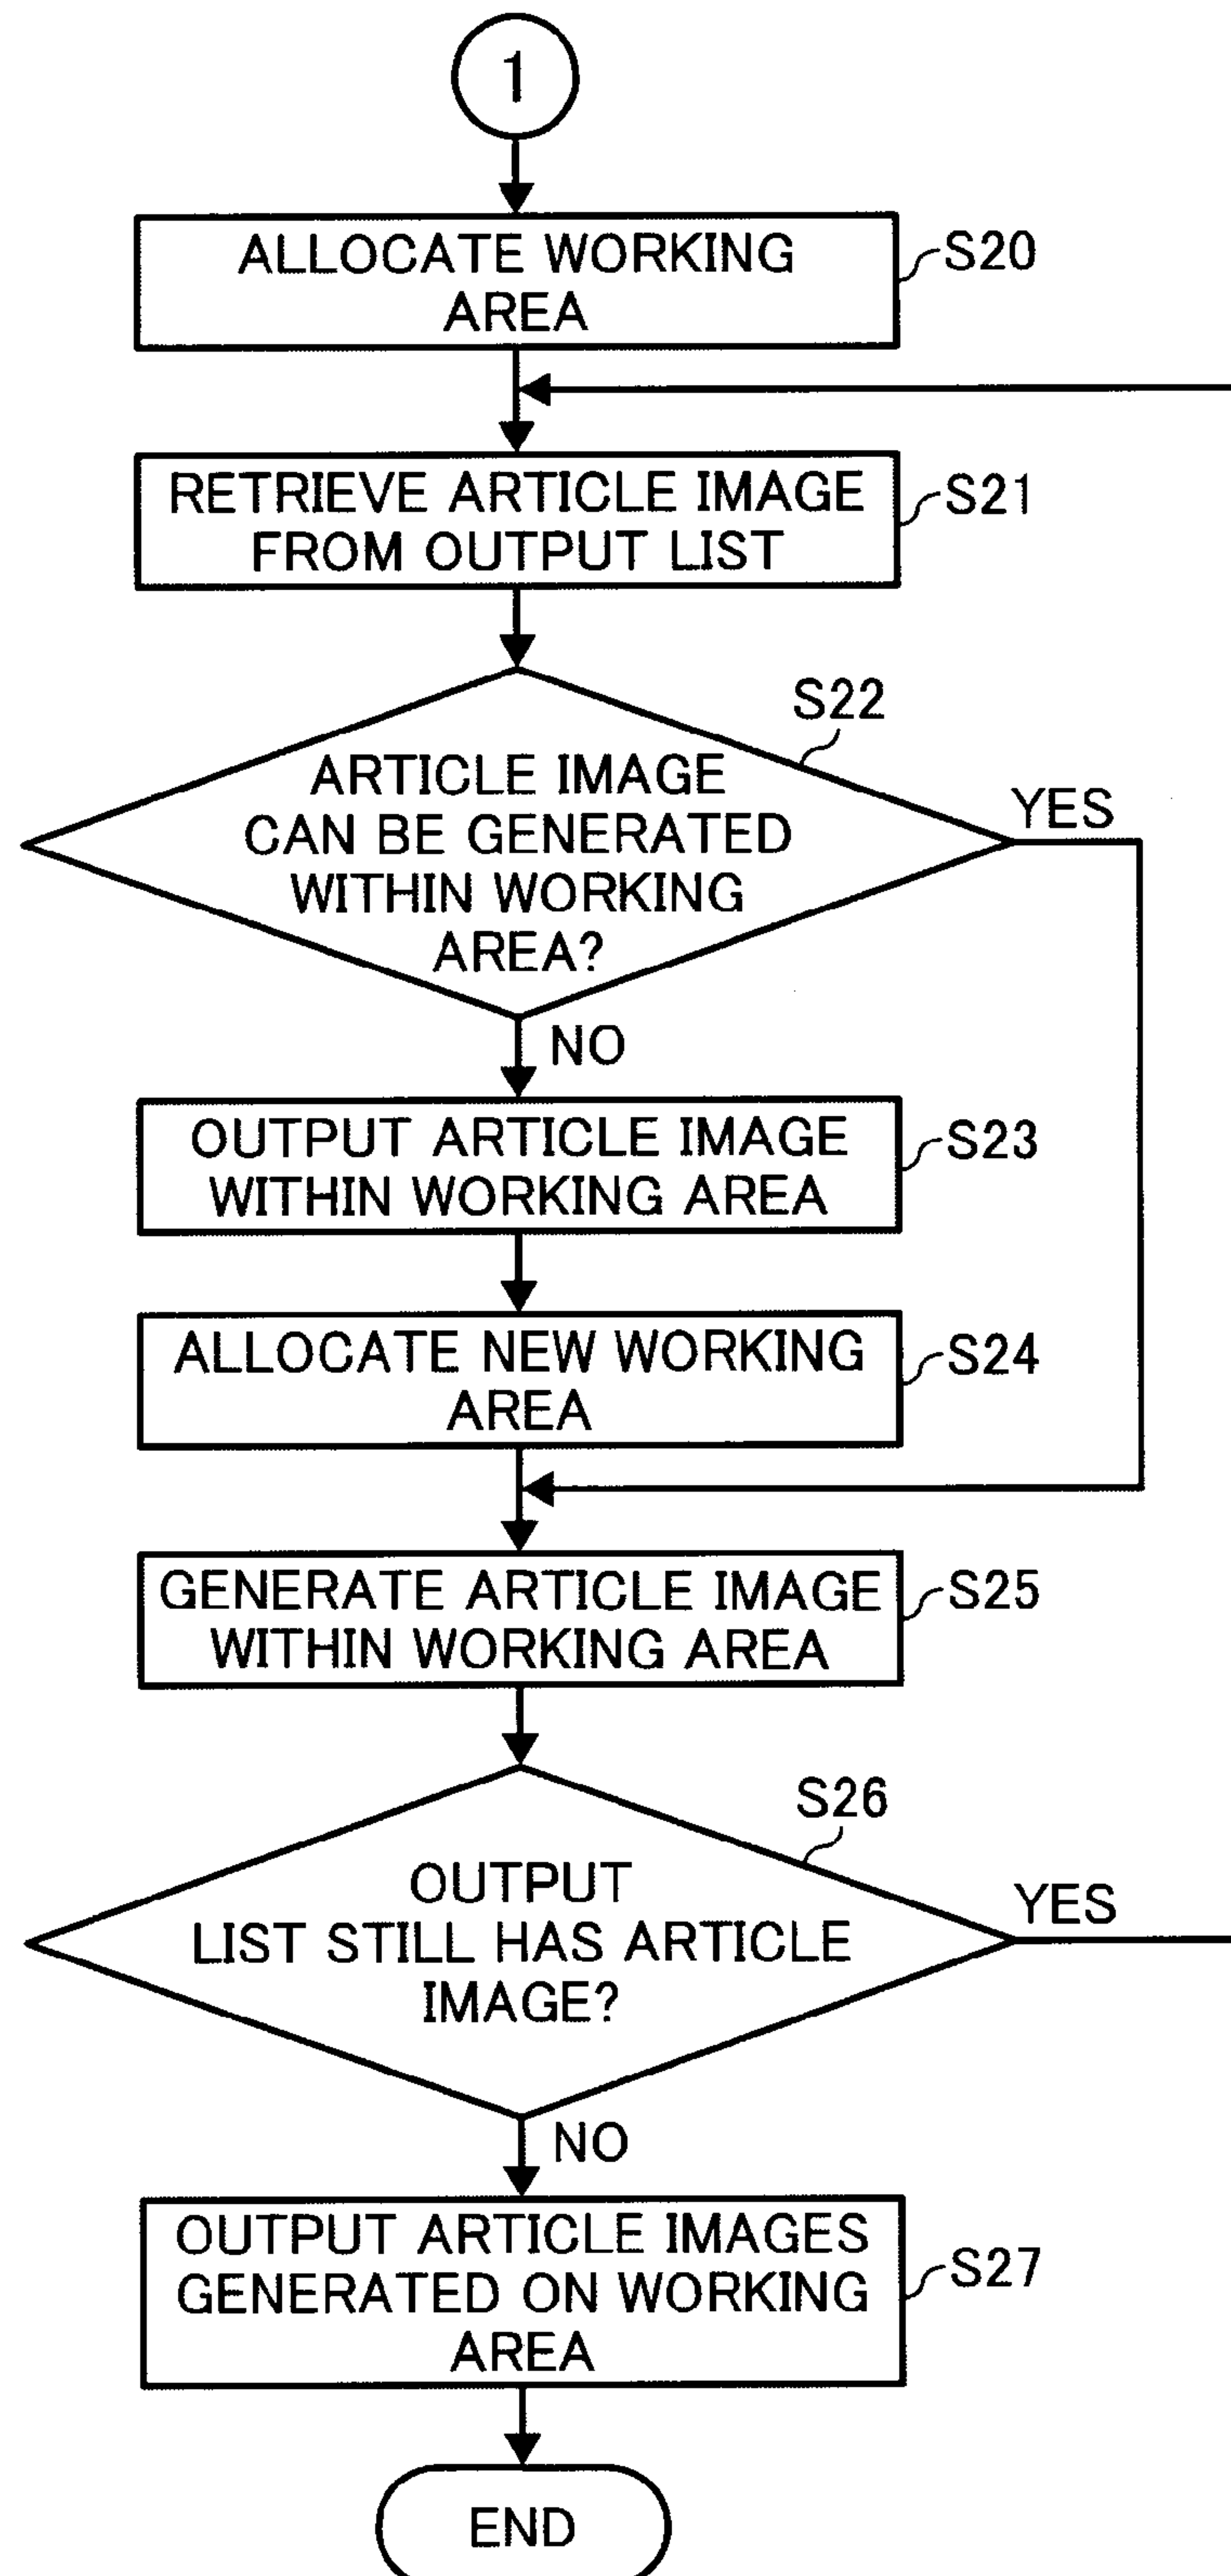 1
ALLOCATE WORKING
AREA
S20
RETRIEVE ARTICLE IMAGE
FROM OUTPUT LIST
S21
S22
ARTICLE IMAGE
CAN BE GENERATED
WITHIN WORKING
AREA?
YES
NO
OUTPUT ARTICLE IMAGE
WITHIN WORKING AREA
S23
ALLOCATE NEW WORKING
AREA
S24
GENERATE ARTICLE IMAGE
WITHIN WORKING AREA
S25
S26
OUTPUT
LIST STILL HAS ARTICLE
IMAGE?
YES
NO
OUTPUT ARTICLE IMAGES
GENERATED ON WORKING
AREA
S27
END